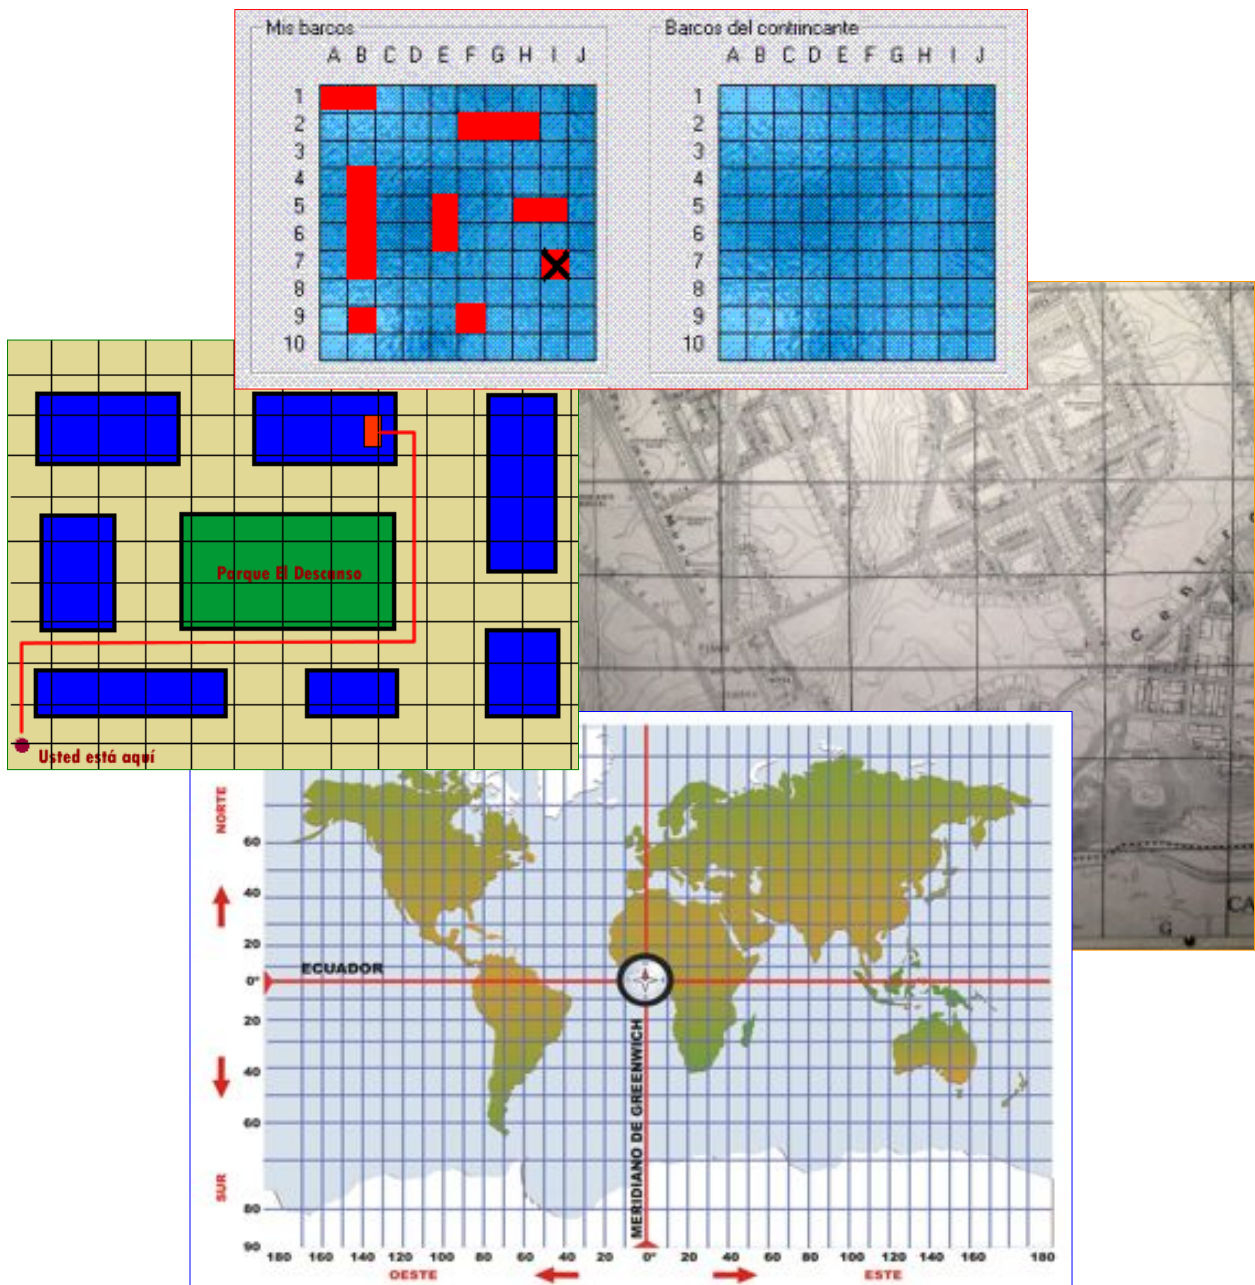 Mis barcos
A B C D E F G H I J
1
2
3
4
5
6
7
8
9
10
Barcos del contrincante
A B C D E F G H I J
1
2
3
4
5
6
7
8
9
10
Parque El Descanso
Usted está aquí
Centro
G
CA
NORTE
SUR
60
40
20
0°
20
40
60
80
90
ECUADOR
MERIDIANO DE GREENWICH
180 160 140 120 100 80 60 40 20 0° 20 40 60 80 100 120 140 160 180
OESTE
ESTE